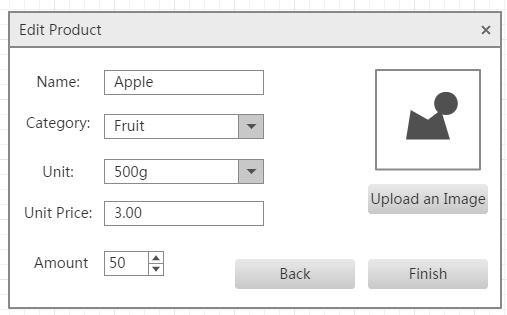 Edit Product
Name: Apple
Category: Fruit
Unit: 500g
Upload an Image
Unit Price: 3.00
Amount 50
Back Finish